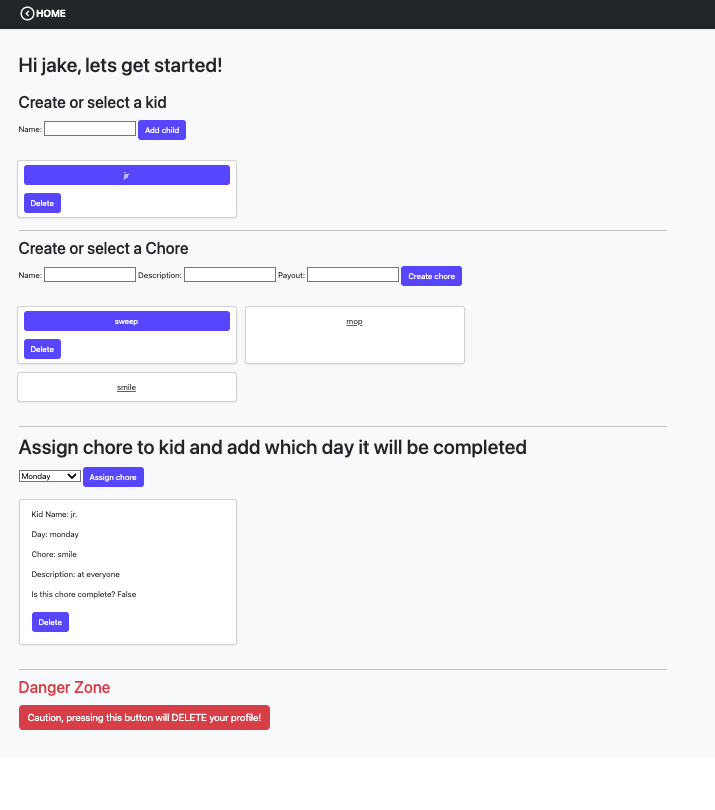 HOME
Hi jake, lets get started!
Create or select a kid
Name: Add child
jr
Delete
Create or select a Chore
Name: Description: Payout: Create chore
sweep
Delete
mop
smile
Assign chore to kid and add which day it will be completed
Monday Assign chore
Kid Name: jr.
Day: monday
Chore: smile
Description: at everyone
Is this chore complete? False
Delete
Danger Zone
Caution, pressing this button will DELETE your profile!